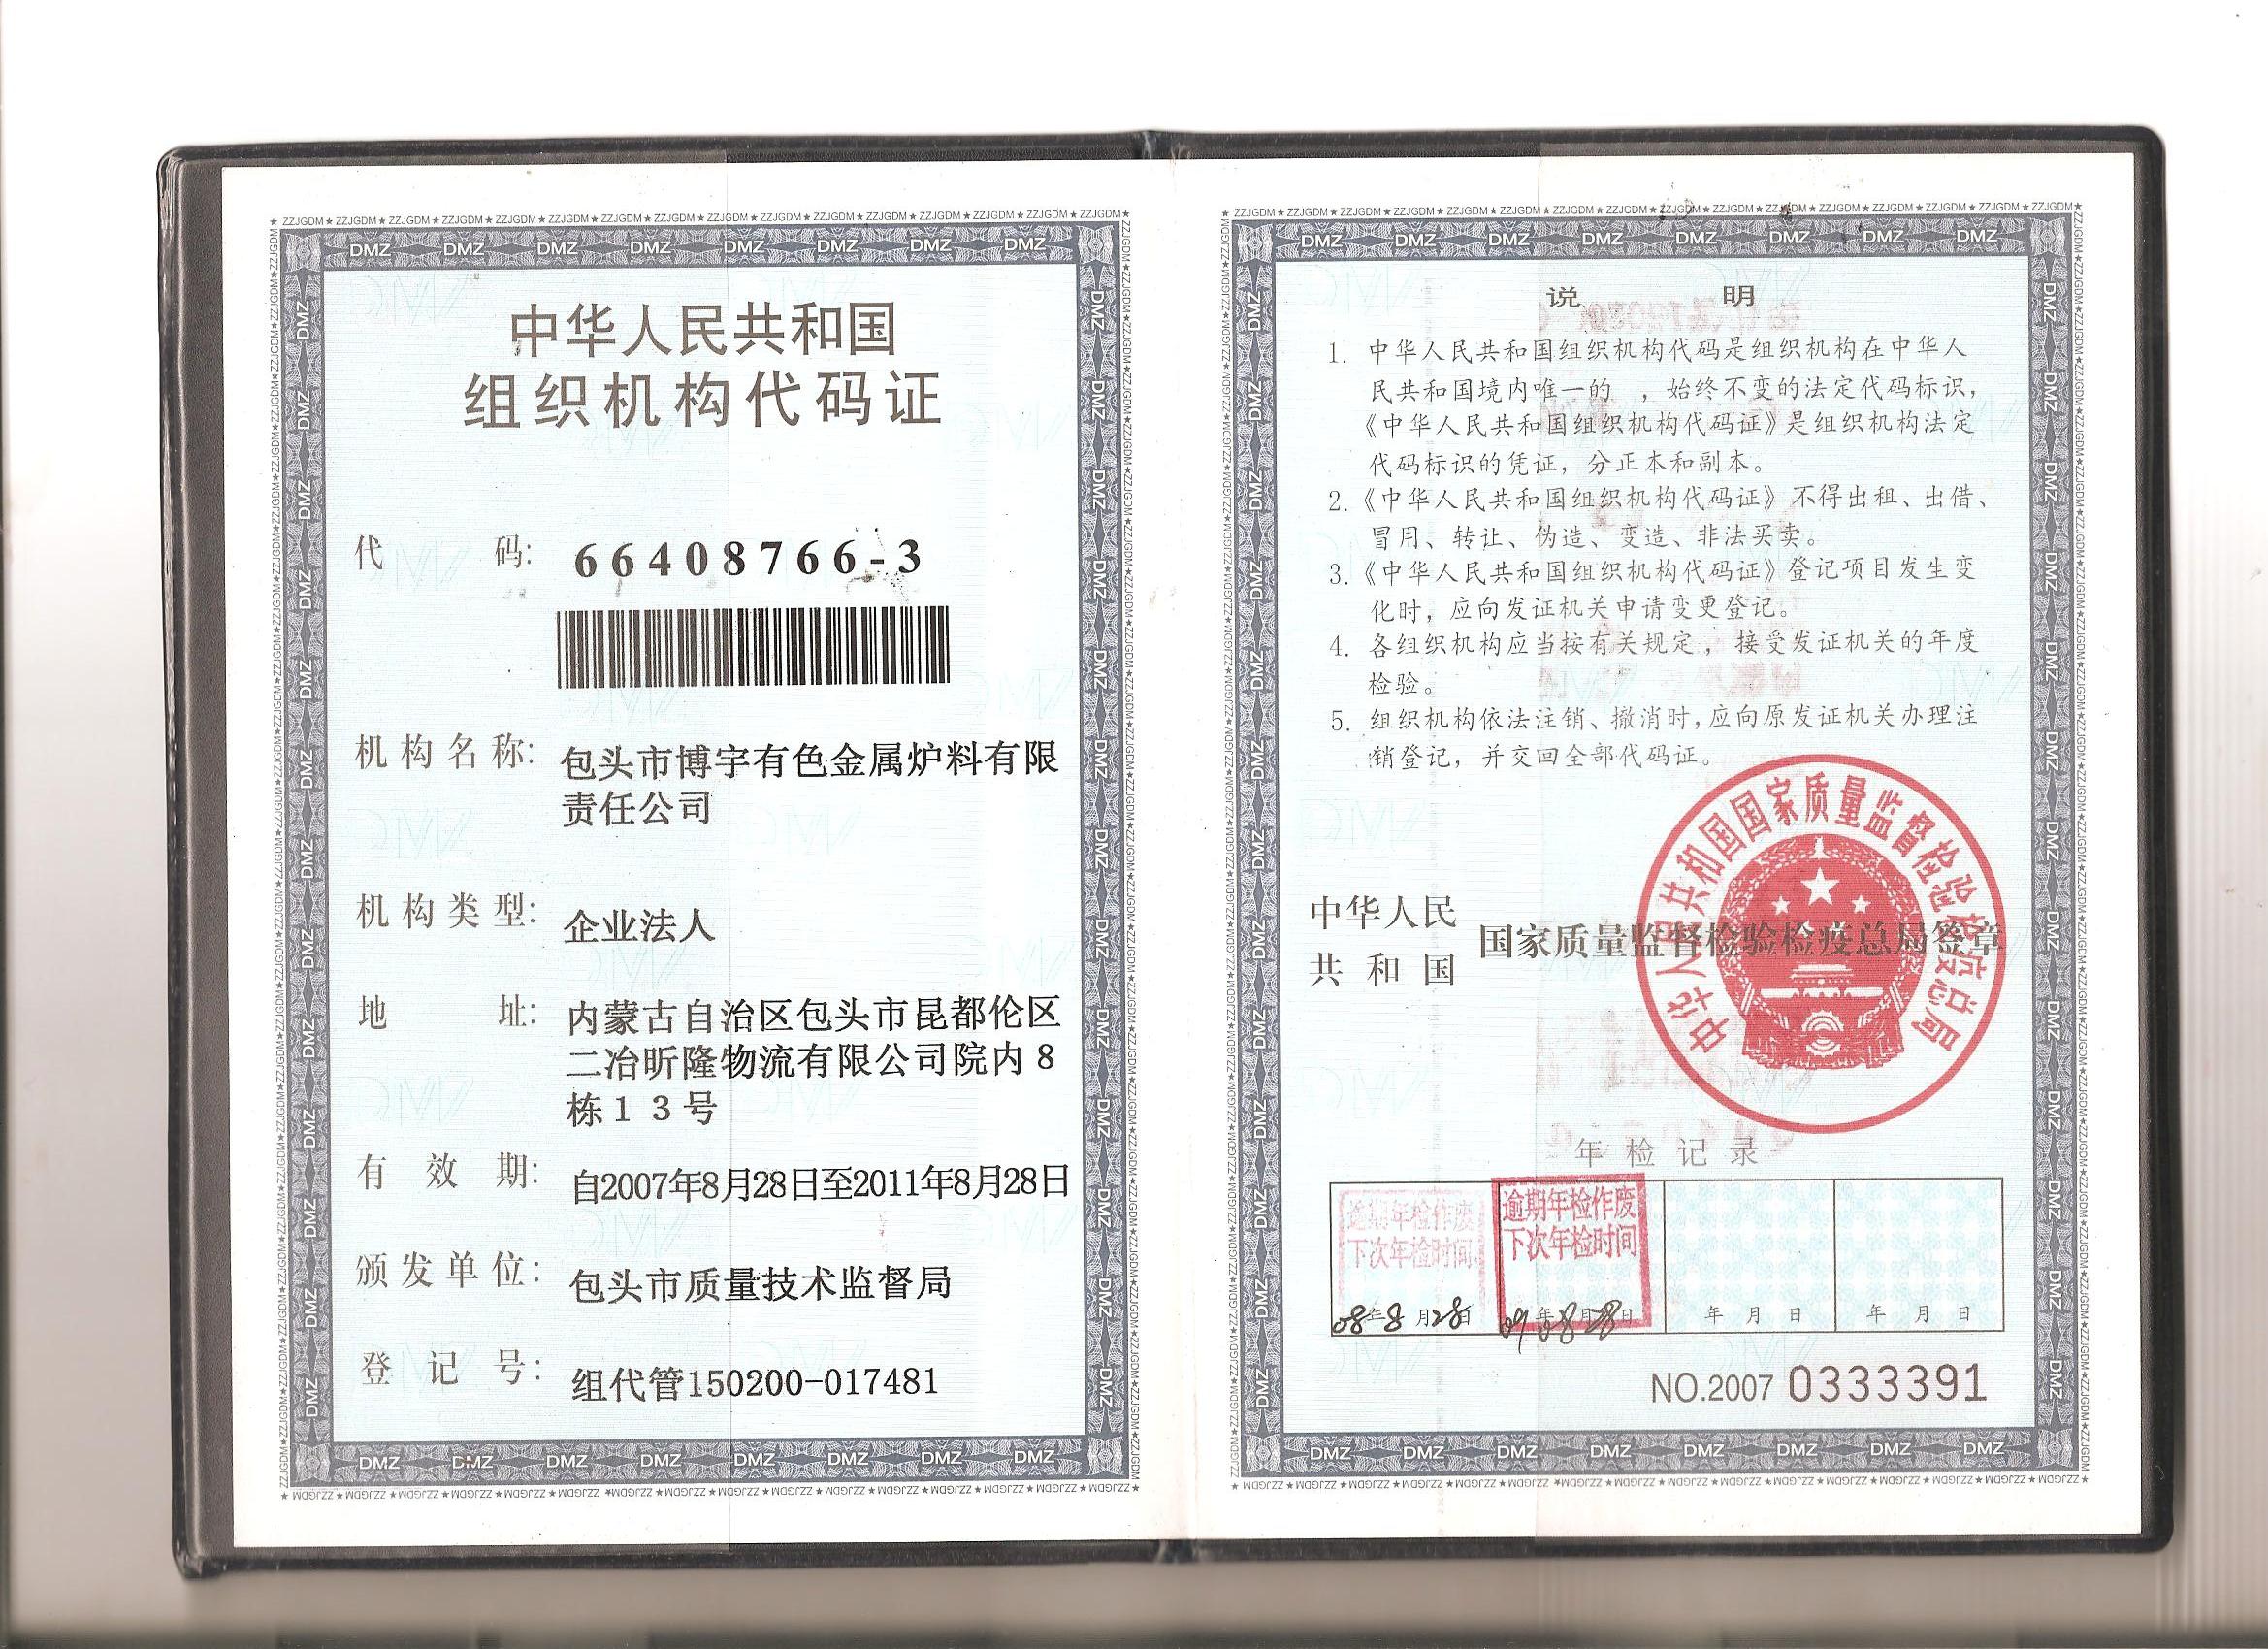 中华人民共和国
组织机构代码证
代 码: 66408766-3
机构名称: 包头市博宇有色金属炉料有限
责任公司
机构类型: 企业法人
地 址: 内蒙古自治区包头市昆都伦区
二冶昕隆物流有限公司院内8
栋13号
有 效 期: 自2007年8月28日至2011年8月28日
颁发单位: 包头市质量技术监督局
登 记 号: 组代管150200-017481
说 明
1. 中华人民共和国组织机构代码是组织机构在中华人
民共和国境内唯一的 ，始终不变的法定代码标识，
《中华人民共和国组织机构代码证》是组织机构法定
代码标识的凭证，分正本和副本。
2.《中华人民共和国组织机构代码证》不得出租、出借、
冒用、转让、伪造、变造、非法买卖。
3.《中华人民共和国组织机构代码证》登记项目发生变
化时，应向发证机关申请变更登记。
4. 各组织机构应当按有关规定，接受发证机关的年度
检验。
5. 组织机构依法注销、撤消时，应向原发证机关办理注
销登记，并交回全部代码证。
中华人民共和国国家质量监督检验检疫总局
中华人民
共和国
国家质量监督检验检疫总局签章
年检记录
逾期年检作废
下次年检时间
08年8月28日
逾期年检作废
下次年检时间
09年08月28日
年 月 日
年 月 日
NO.2007 0333391
DMZ
ZZJGDM